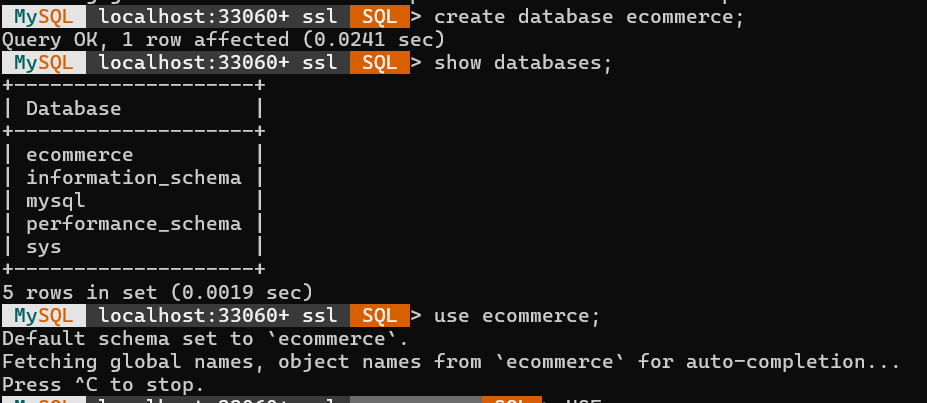 MySQL localhost:33060+ ssl SQL > create database ecommerce;
Query OK, 1 row affected (0.0241 sec)
MySQL localhost:33060+ ssl SQL > show databases;
+--------------------+
| Database           |
+--------------------+
| ecommerce          |
| information_schema |
| mysql              |
| performance_schema |
| sys                |
+--------------------+
5 rows in set (0.0019 sec)
MySQL localhost:33060+ ssl SQL > use ecommerce;
Default schema set to `ecommerce`.
Fetching global names, object names from `ecommerce` for auto-completion...
Press ^C to stop.